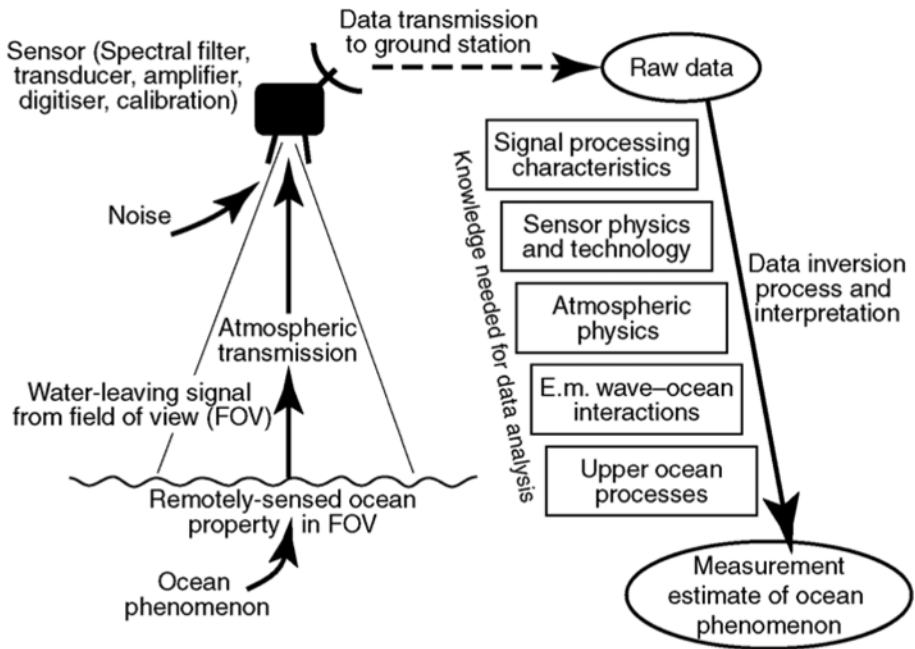 Sensor (Spectral filter,
transducer, amplifier,
digitiser, calibration)
Data transmission
to ground station
Raw data
Noise
Atmospheric
transmission
Water-leaving signal
from field of view (FOV)
Remotely-sensed ocean
property in FOV
Ocean
phenomenon
Knowledge needed for data analysis
Signal processing
characteristics
Sensor physics
and technology
Atmospheric
physics
E.m. wave–ocean
interactions
Upper ocean
processes
Data inversion
process and
interpretation
Measurement
estimate of ocean
phenomenon